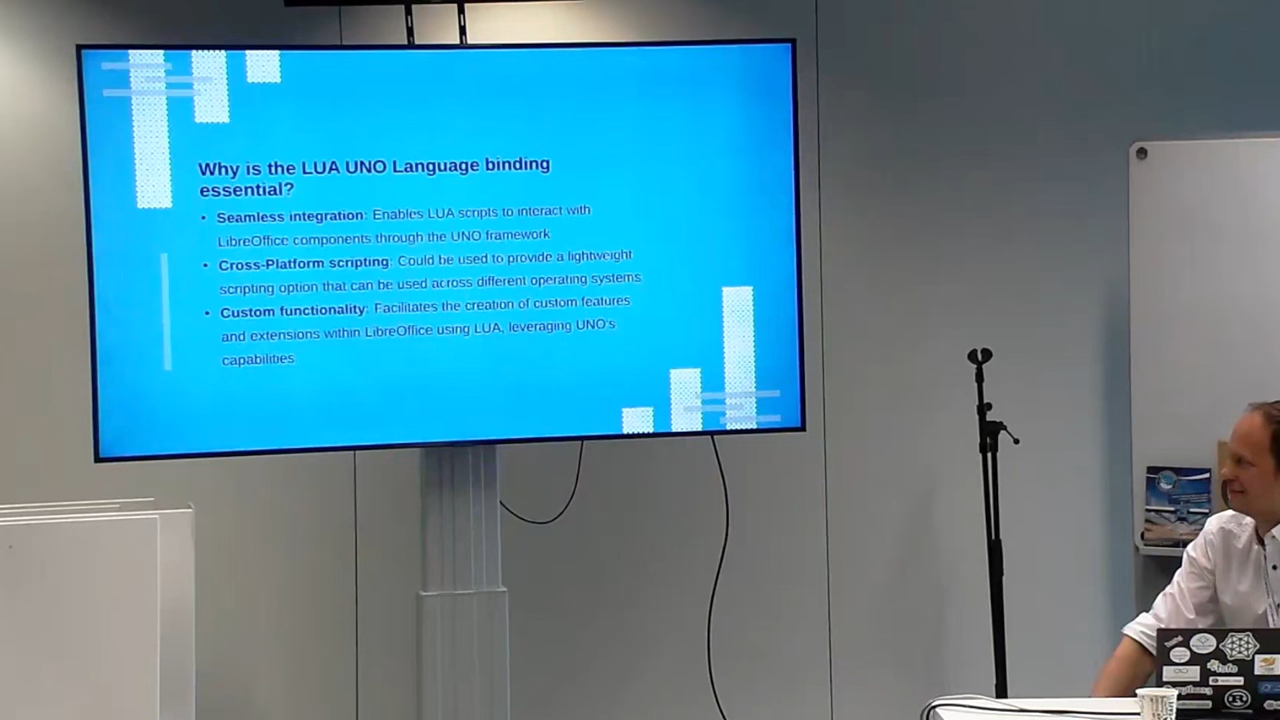 Why is the LUA UNO Language binding
essential?
• Seamless integration: Enables LUA scripts to interact with
LibreOffice components through the UNO framework
• Cross-Platform scripting: Could be used to provide a lightweight
scripting option that can be used across different operating systems
• Custom functionality: Facilitates the creation of custom features
and extensions within LibreOffice using LUA, leveraging UNO's
capabilities